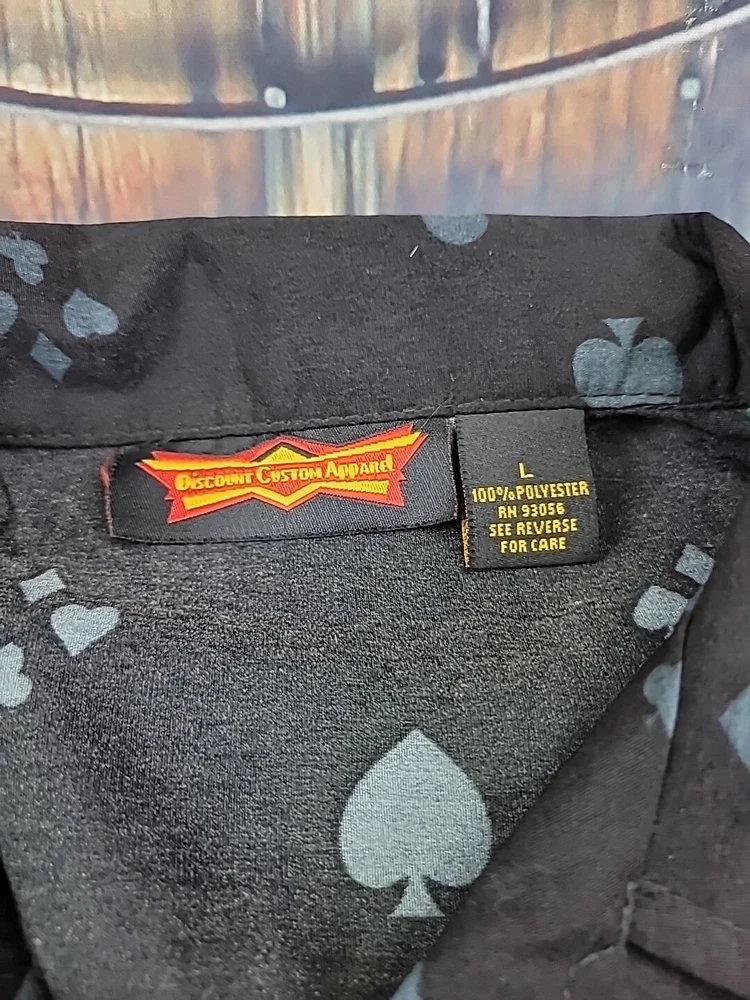 Discount Custom Apparel
L
100% POLYESTER
RN 93056
SEE REVERSE
FOR CARE